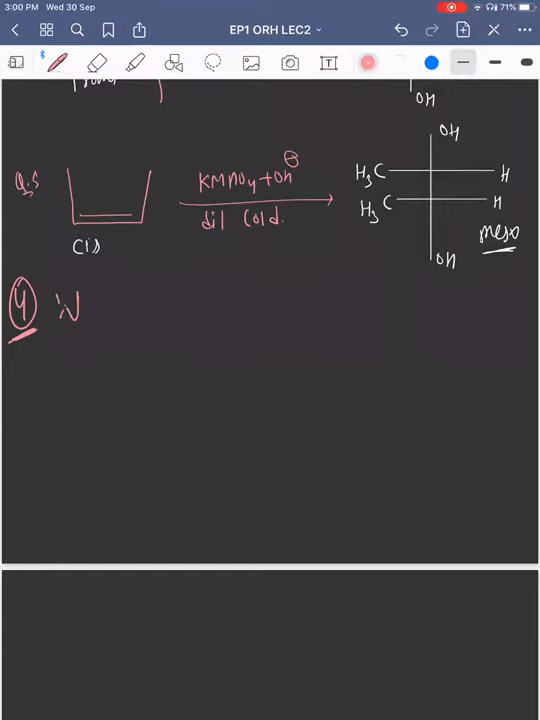 3:00 PM Wed 30 Sep
71%
EP1 ORH LEC2
T
OH
Q.5
KMnO4 + OH⊖
dil Cold.
Cis
OH
H3C H
H3C H
OH
meso
4